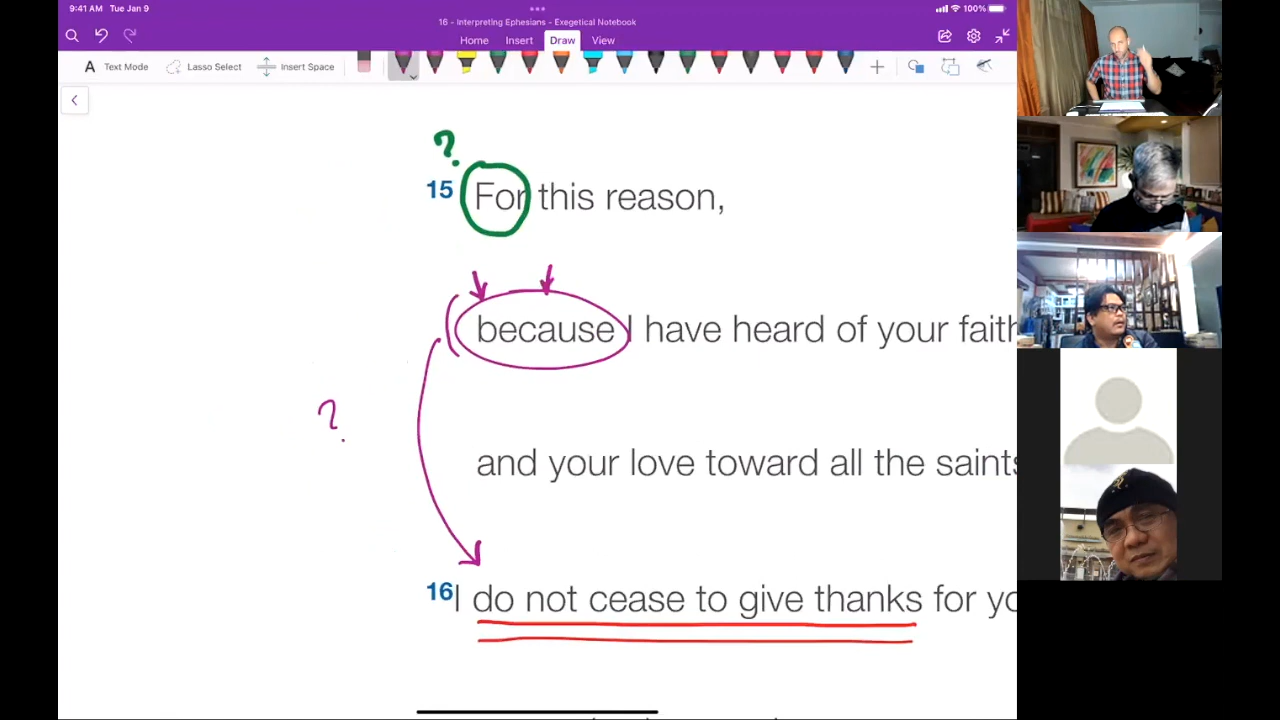 9:41 AM Tue Jan 9
100%
16 - Interpreting Ephesians - Exegetical Notebook
Home Insert Draw View
A Text Mode Lasso Select Insert Space
?
15 For this reason,
because I have heard of your faith
?
and your love toward all the saints
16 I do not cease to give thanks for yo